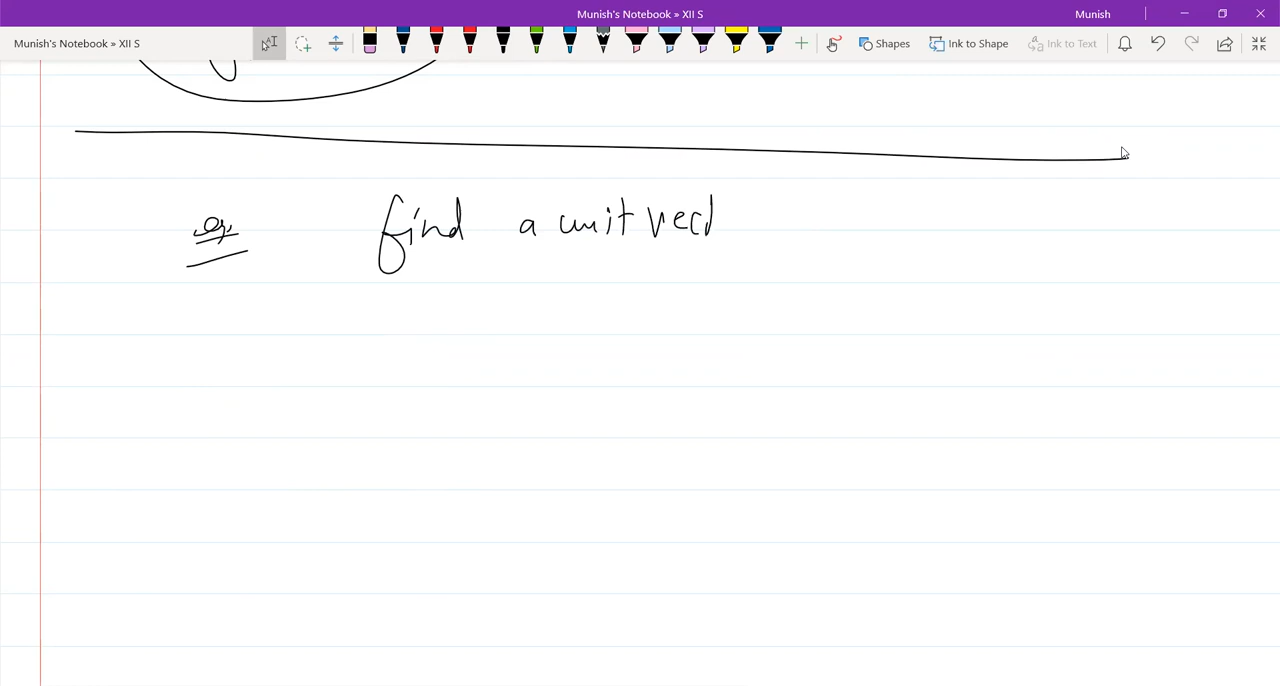 Munish's Notebook » XII S
Munish
Munish's Notebook » XII S
Shapes
Ink to Shape
Ink to Text
eg.
find a unit vect